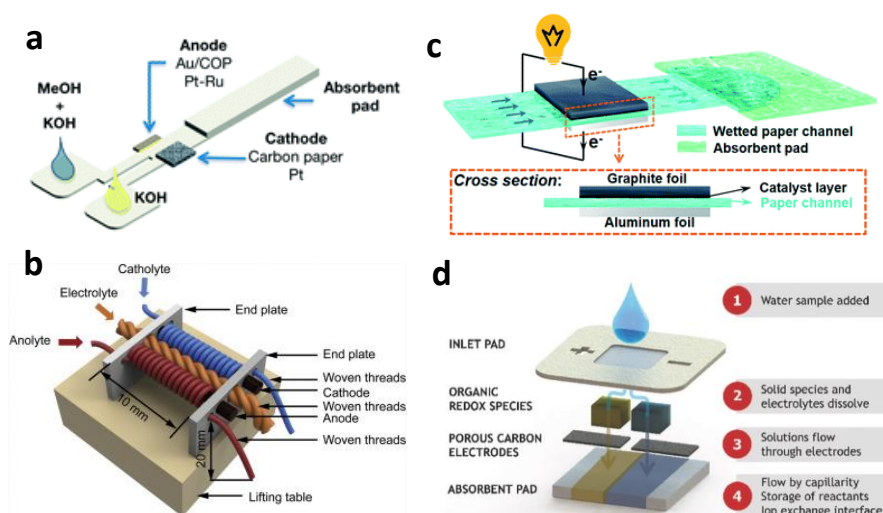 a
Anode
Au/COP
Pt-Ru
MeOH
+
KOH
Absorbent
pad
Cathode
Carbon paper
Pt
KOH
c
e-
e-
Wetted paper channel
Absorbent pad
Cross section:
Graphite foil
Catalyst layer
Paper channel
Aluminum foil
b
Catholyte
Electrolyte
Anolyte
End plate
End plate
Woven threads
Cathode
Woven threads
Anode
Woven threads
10 mm
20 mm
Lifting table
d
1 Water sample added
INLET PAD
+ -
ORGANIC
REDOX SPECIES
2 Solid species and
electrolytes dissolve
POROUS CARBON
ELECTRODES
3 Solutions flow
through electrodes
ABSORBENT PAD
4 Flow by capillarity
Storage of reactants
Ion exchange interface